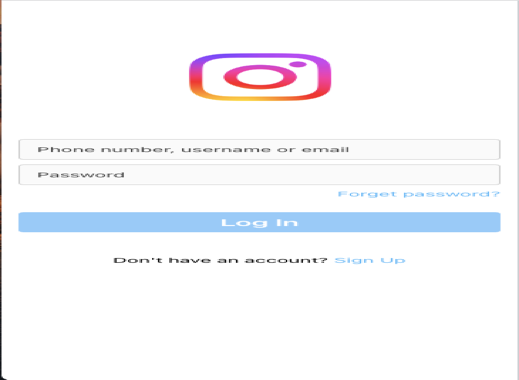 Phone number, username or email
Password
Forget password?
Log In
Don't have an account? Sign Up